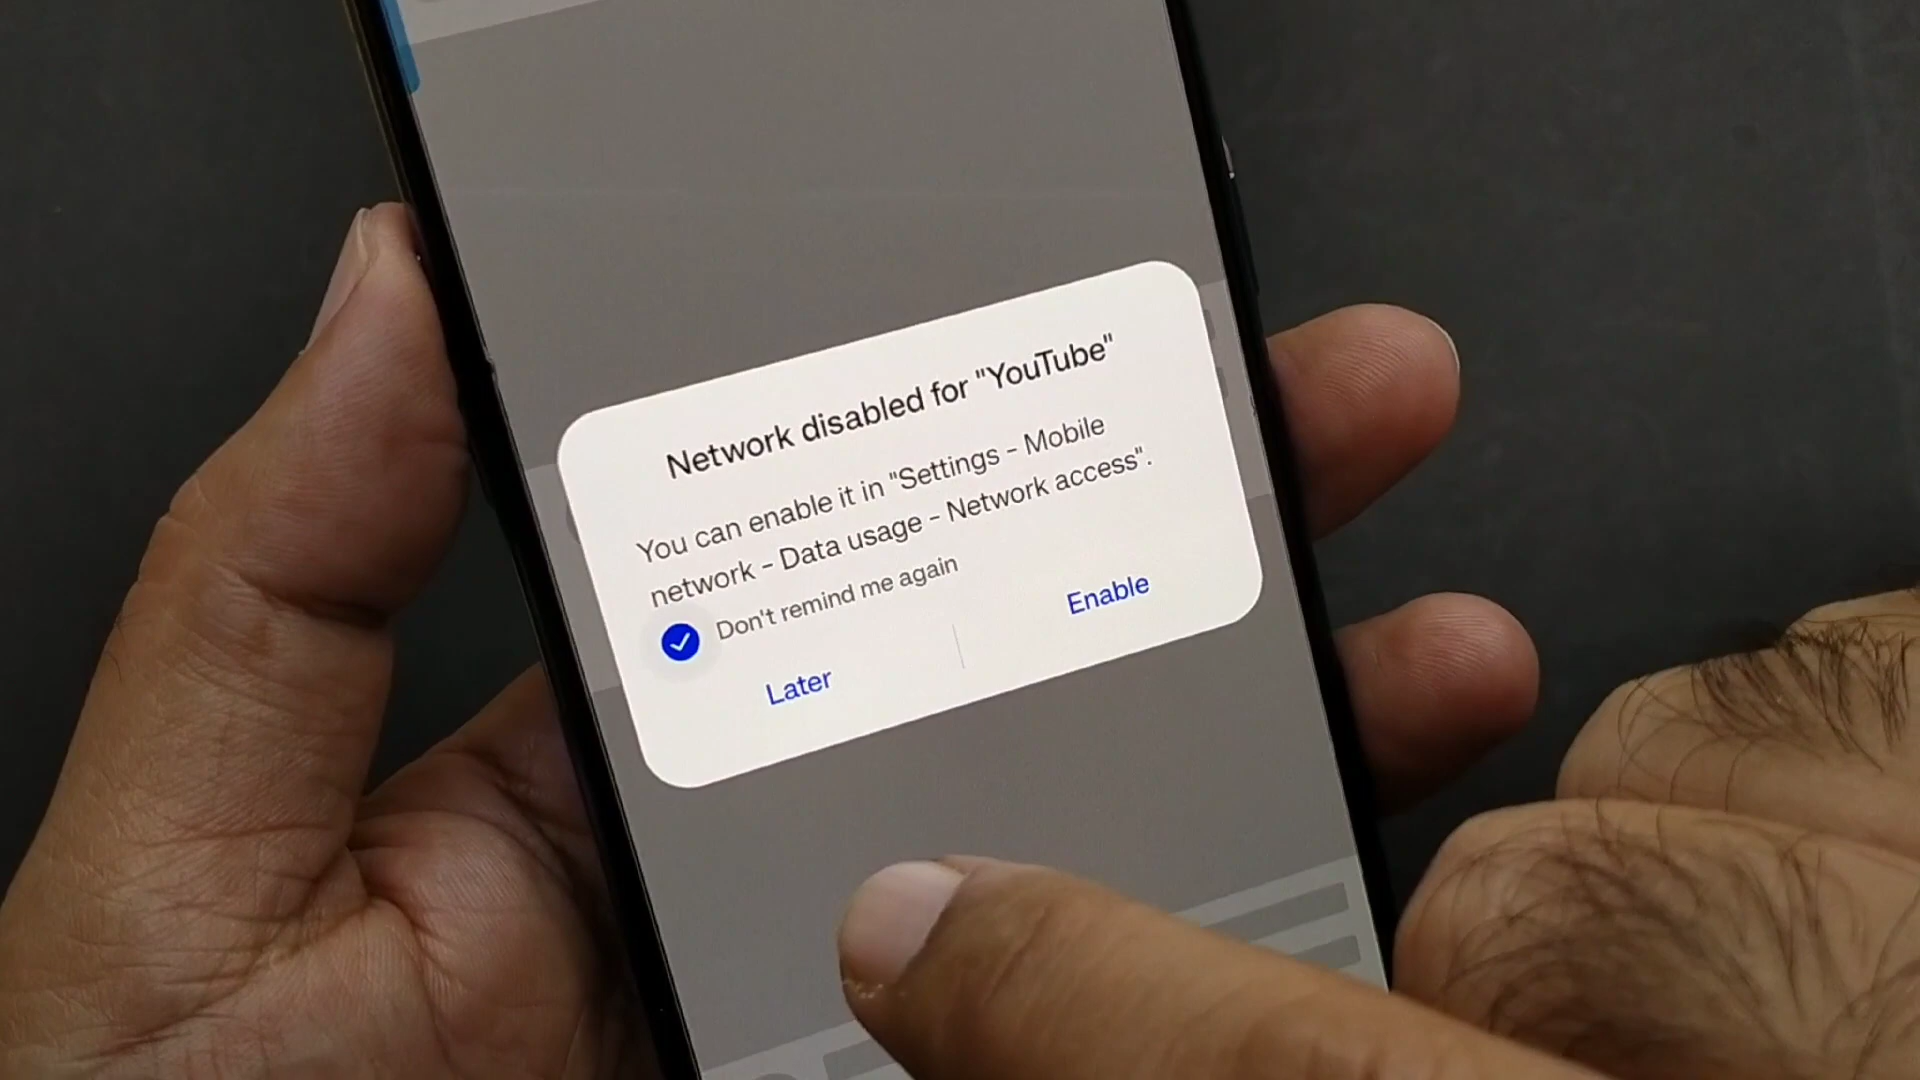 Network disabled for "YouTube"
You can enable it in "Settings - Mobile
network - Data usage - Network access".
Don't remind me again
Later
Enable